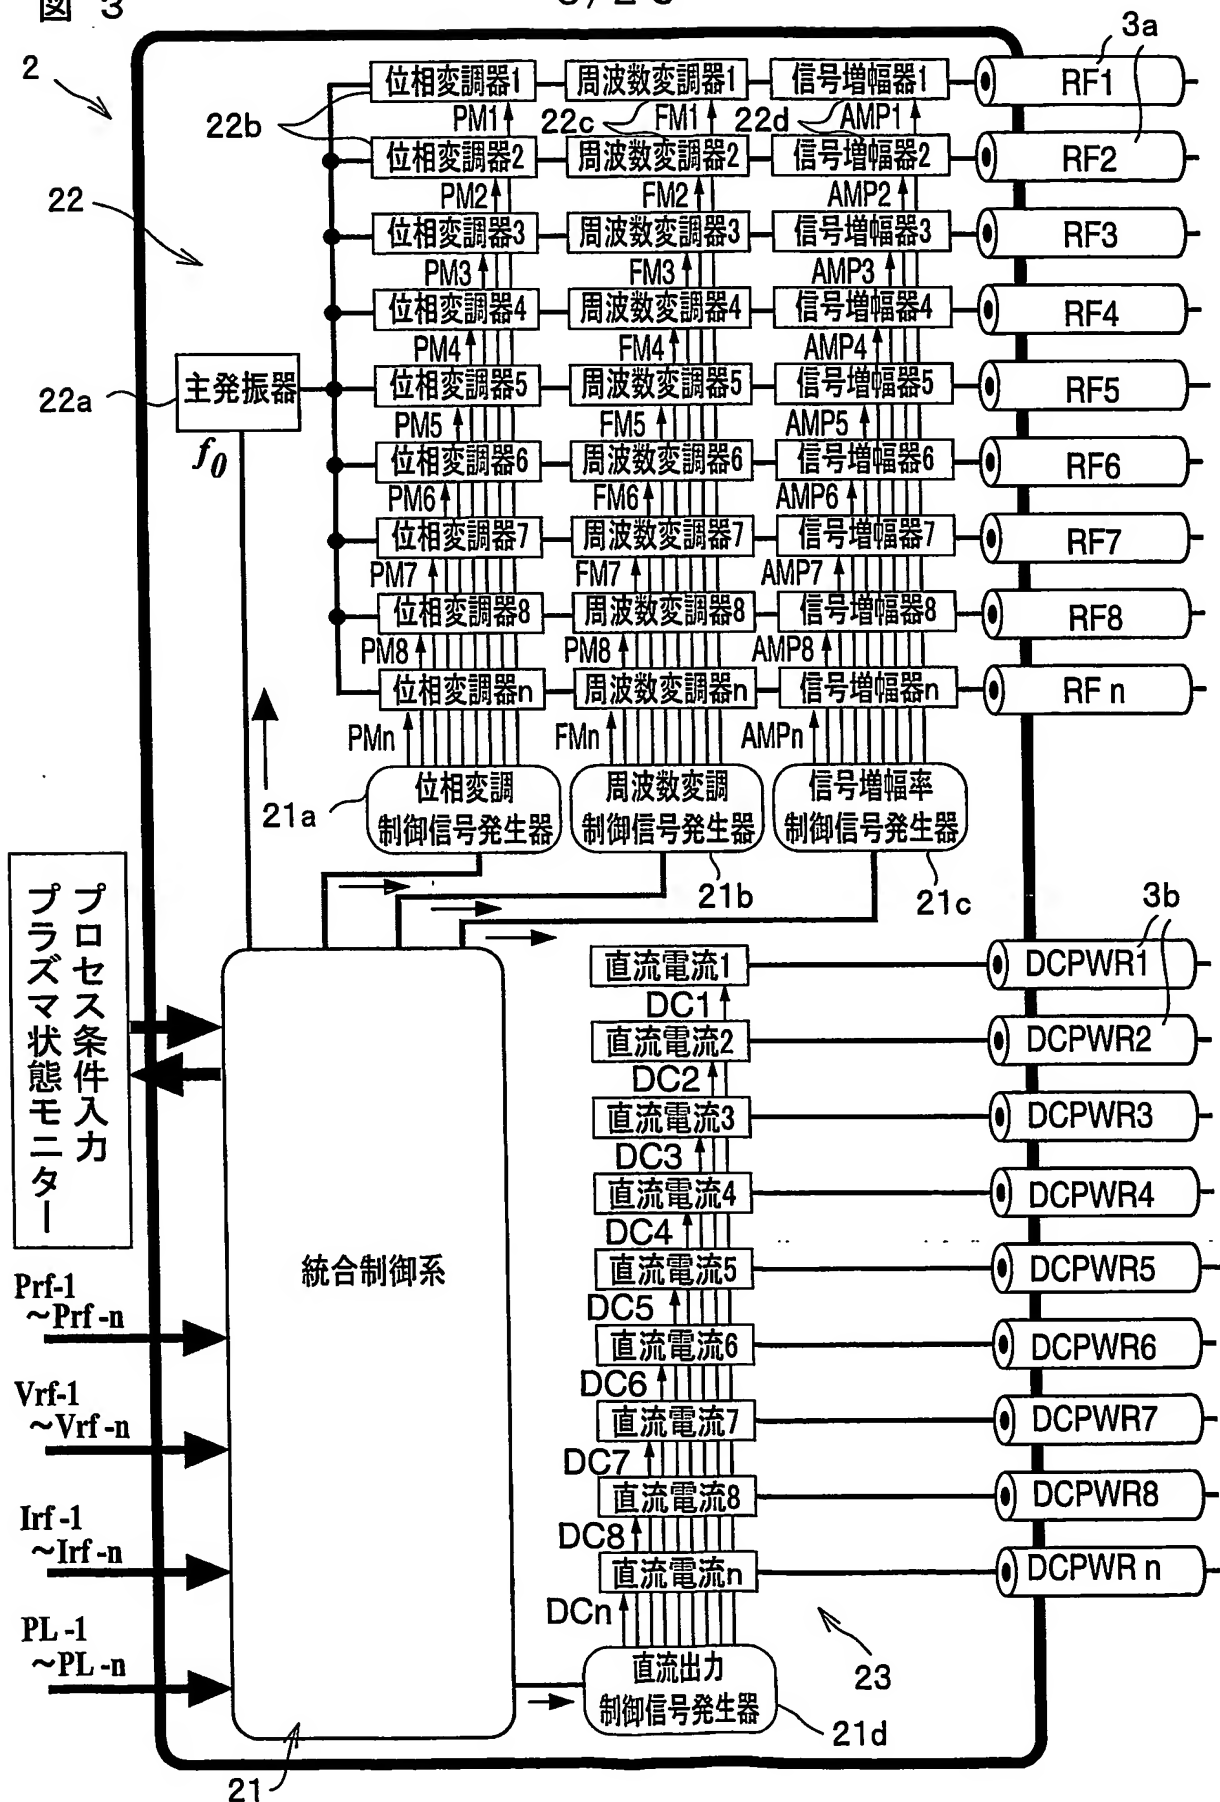 図 3
3/26
2
3a
位相変調器1 周波数変調器1 信号増幅器1 RF1
22b PM1 22c FM1 22d AMP1
位相変調器2 周波数変調器2 信号増幅器2 RF2
22 PM2 FM2 AMP2
位相変調器3 周波数変調器3 信号増幅器3 RF3
PM3 FM3 AMP3
位相変調器4 周波数変調器4 信号増幅器4 RF4
PM4 FM4 AMP4
22a 主発振器 位相変調器5 周波数変調器5 信号増幅器5 RF5
f0 PM5 FM5 AMP5
位相変調器6 周波数変調器6 信号増幅器6 RF6
PM6 FM6 AMP6
位相変調器7 周波数変調器7 信号増幅器7 RF7
PM7 FM7 AMP7
位相変調器8 周波数変調器8 信号増幅器8 RF8
PM8 PM8 AMP8
位相変調器n 周波数変調器n 信号増幅器n RF n
PMn FMn AMPn
21a
位相変調
制御信号発生器
周波数変調
制御信号発生器
信号増幅率
制御信号発生器
21b
21c
3b
プロセス条件入力
プラズマ状態モニター
直流電流1 DCPWR1
DC1
直流電流2 DCPWR2
DC2
直流電流3 DCPWR3
DC3
直流電流4 DCPWR4
DC4
直流電流5 DCPWR5
DC5
直流電流6 DCPWR6
DC6
直流電流7 DCPWR7
DC7
直流電流8 DCPWR8
DC8
直流電流n DCPWR n
DCn
統合制御系
Prf-1
～Prf-n
Vrf-1
～Vrf-n
Irf-1
～Irf-n
PL-1
～PL-n
直流出力
制御信号発生器
23
21d
21